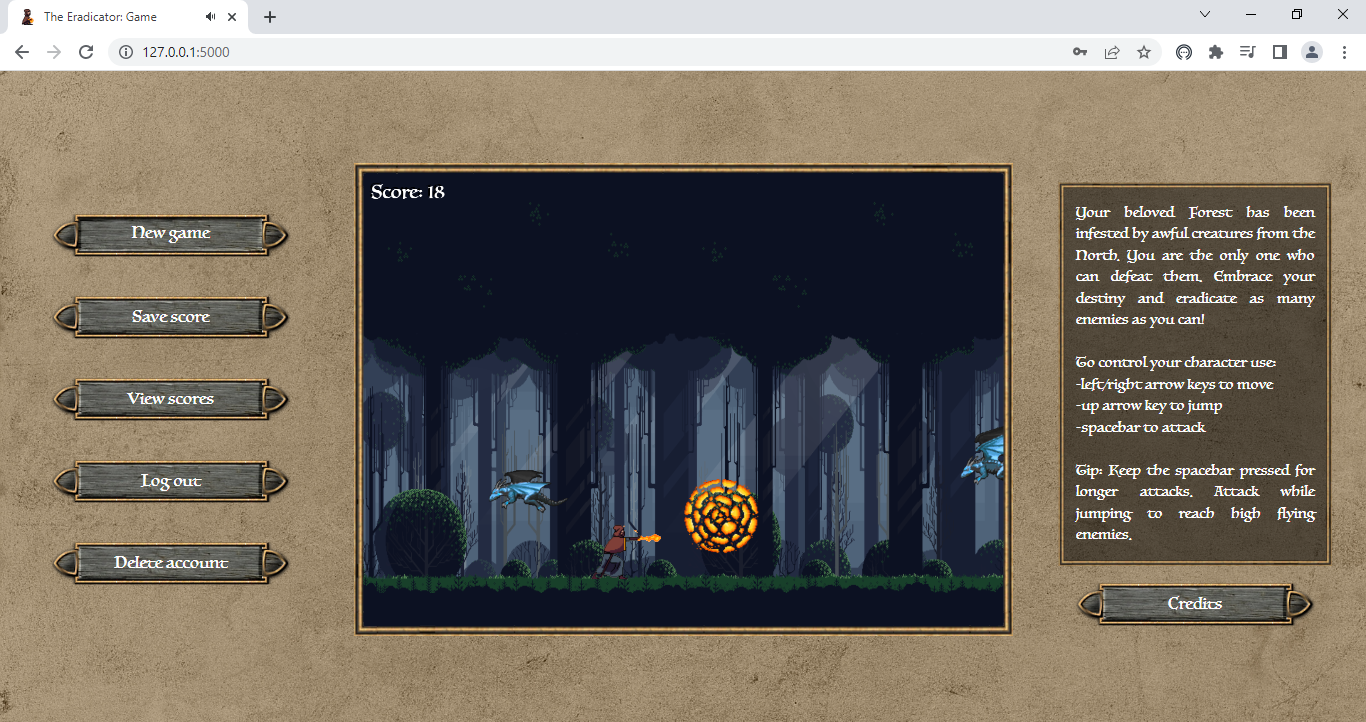 The Eradicator: Game
127.0.0.1:5000
Score: 18
New game
Save score
View scores
Log out
Delete account
Your beloved Forest has been
infested by awful creatures from the
North. You are the only one who
can defeat them. Embrace your
destiny and eradicate as many
enemies as you can!
To control your character use:
-left/right arrow keys to move
-up arrow key to jump
-spacebar to attack
Tip: Keep the spacebar pressed for
longer attacks. Attack while
jumping to reach high flying
enemies.
Credits